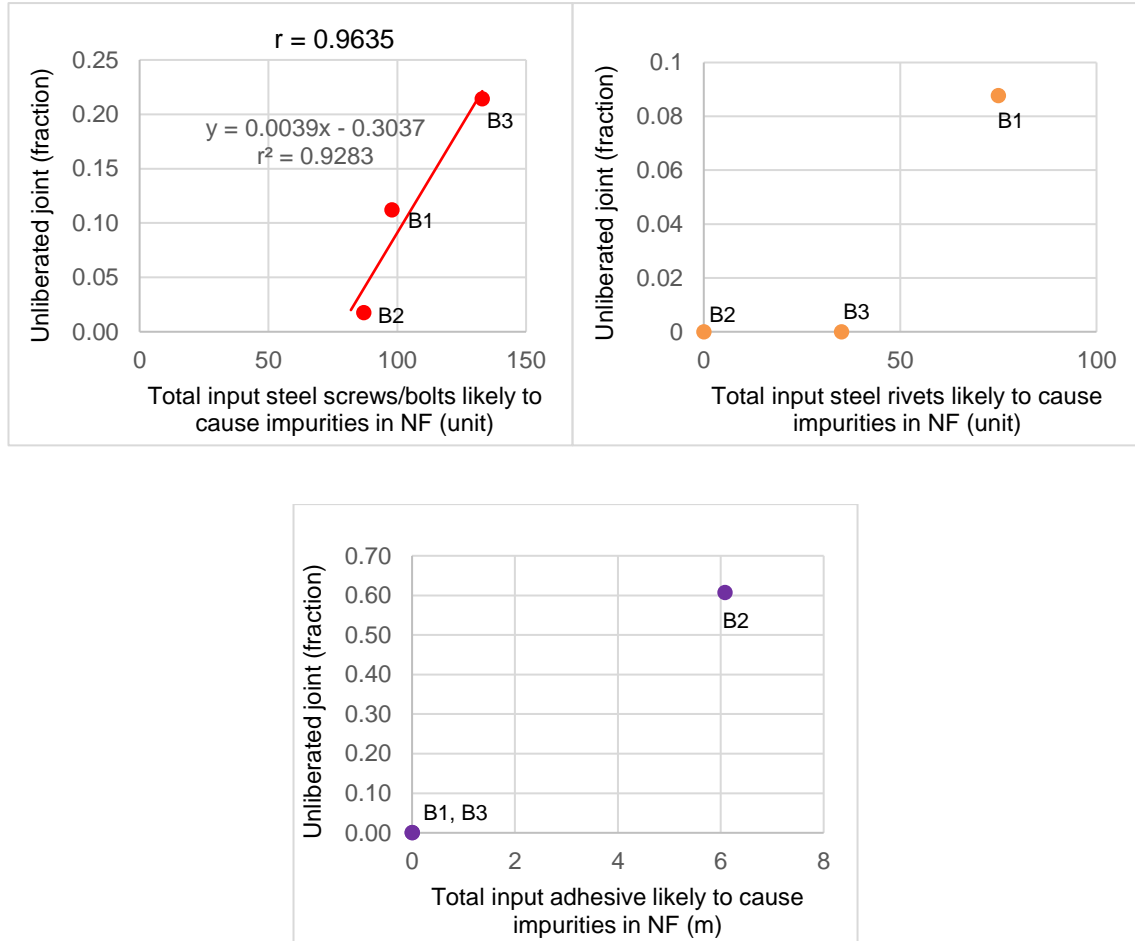 r = 0.9635
Unliberated joint (fraction)
0.25
0.20
0.15
0.10
0.05
0.00
y = 0.0039x - 0.3037
r² = 0.9283
B3
B1
B2
0 50 100 150
Total input steel screws/bolts likely to
cause impurities in NF (unit)
Unliberated joint (fraction)
0.1
0.08
0.06
0.04
0.02
0
B1
B2
B3
0 50 100
Total input steel rivets likely to cause
impurities in NF (unit)
Unliberated joint (fraction)
0.70
0.60
0.50
0.40
0.30
0.20
0.10
0.00
B2
B1, B3
0 2 4 6 8
Total input adhesive likely to cause
impurities in NF (m)